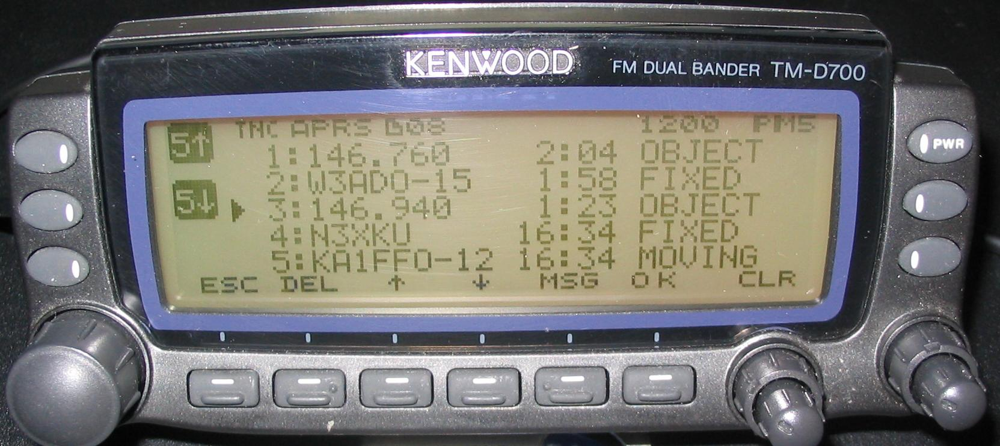 KENWOOD FM DUAL BANDER TM-D700
5↑ TNC APRS D08 1200 PM5
1:146.760 2:04 OBJECT
2:W3ADO-15 1:58 FIXED
5↓ ▶ 3:146.940 1:23 OBJECT
4:N3XKU 16:34 FIXED
5:KA1FFO-12 16:34 MOVING
ESC DEL ↑ ↓ MSG OK CLR
PWR